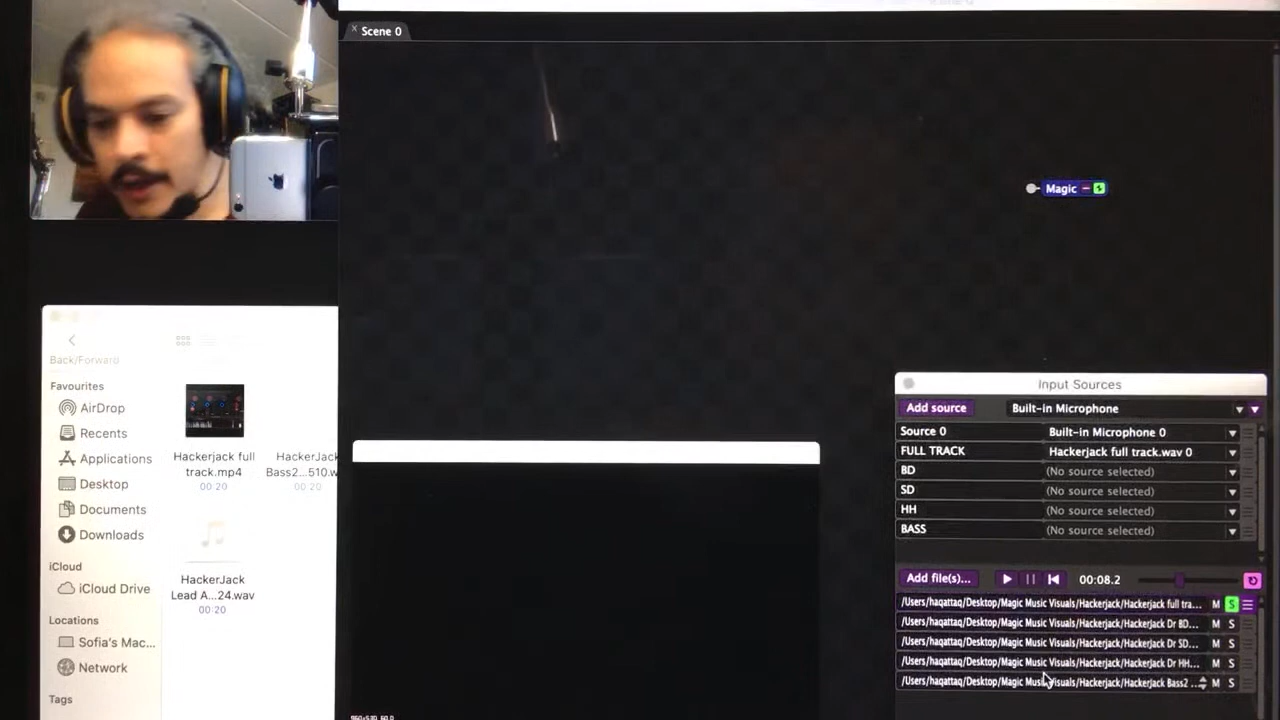 Scene 0
Magic
Back/Forward
Favourites
AirDrop
Recents
Applications
Desktop
Documents
Downloads
iCloud
iCloud Drive
Locations
Sofia's Mac...
Network
Tags
Hackerjack full
track.mp4
00:20
HackerJack
Bass2...510.w
00:20
HackerJack
Lead A...24.wav
00:20
960x530, 60.0
Input Sources
Add source Built-in Microphone
Source 0 Built-in Microphone 0
FULL TRACK Hackerjack full track.wav 0
BD (No source selected)
SD (No source selected)
HH (No source selected)
BASS (No source selected)
Add file(s)... 00:08.2
/Users/haqattaq/Desktop/Magic Music Visuals/Hackerjack/Hackerjack full tra... M S
/Users/haqattaq/Desktop/Magic Music Visuals/Hackerjack/Hackerjack Dr BD... M S
/Users/haqattaq/Desktop/Magic Music Visuals/Hackerjack/Hackerjack Dr SD... M S
/Users/haqattaq/Desktop/Magic Music Visuals/Hackerjack/Hackerjack Dr HH... M S
/Users/haqattaq/Desktop/Magic Music Visuals/Hackerjack/HackerJack Bass2 ... M S